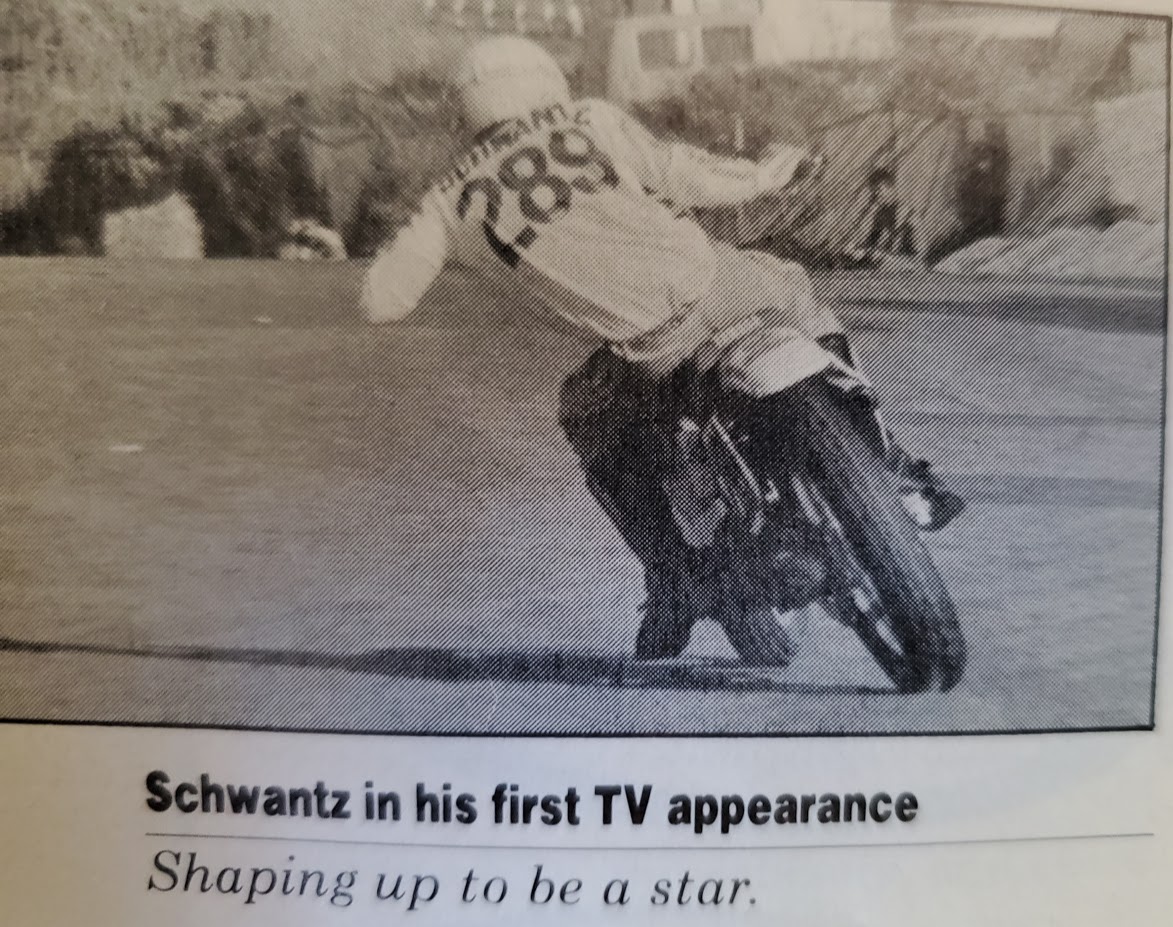 289
Schwantz in his first TV appearance
Shaping up to be a star.